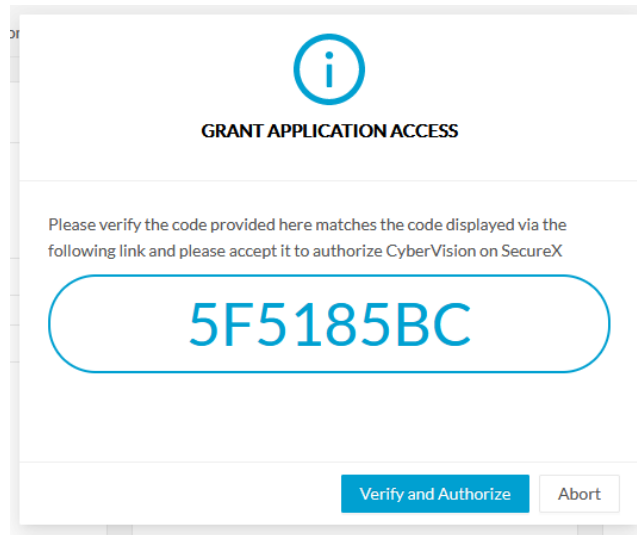 GRANT APPLICATION ACCESS
Please verify the code provided here matches the code displayed via the
following link and please accept it to authorize CyberVision on SecureX
5F5185BC
Verify and Authorize
Abort